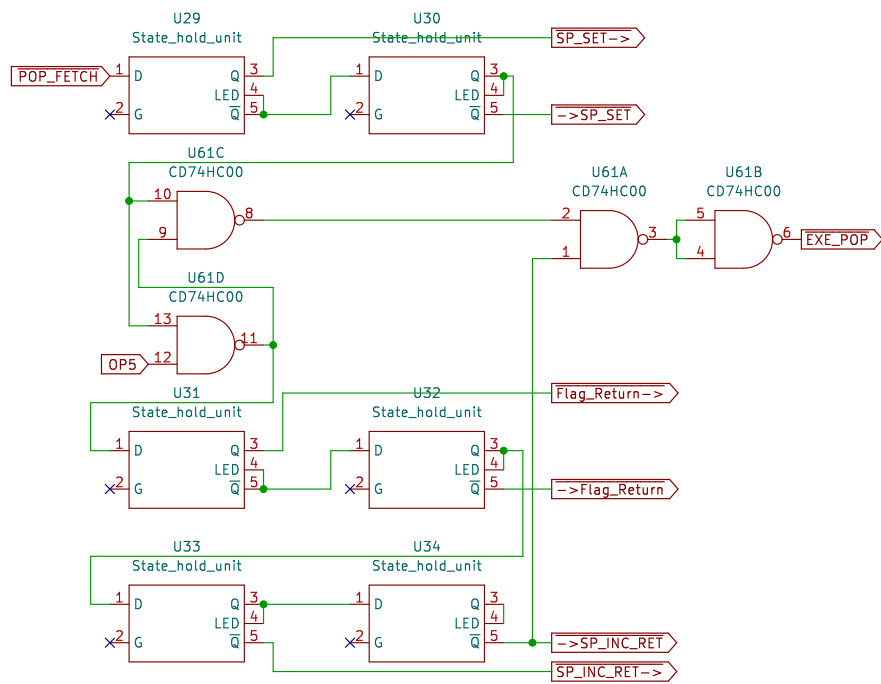 U29
State_hold_unit
U30
State_hold_unit
SP_SET->
POP_FETCH
1 D Q 3
LED 4
2 G Q 5
1 D Q 3
LED 4
2 G Q 5
->SP_SET
U61C
CD74HC00
10
9
8
U61A
CD74HC00
2
1
3
U61B
CD74HC00
5
4
6
EXE_POP
U61D
CD74HC00
13
12
11
OP5
U31
State_hold_unit
U32
State_hold_unit
Flag_Return->
1 D Q 3
LED 4
2 G Q 5
1 D Q 3
LED 4
2 G Q 5
->Flag_Return
U33
State_hold_unit
U34
State_hold_unit
1 D Q 3
LED 4
2 G Q 5
1 D Q 3
LED 4
2 G Q 5
->SP_INC_RET
SP_INC_RET->